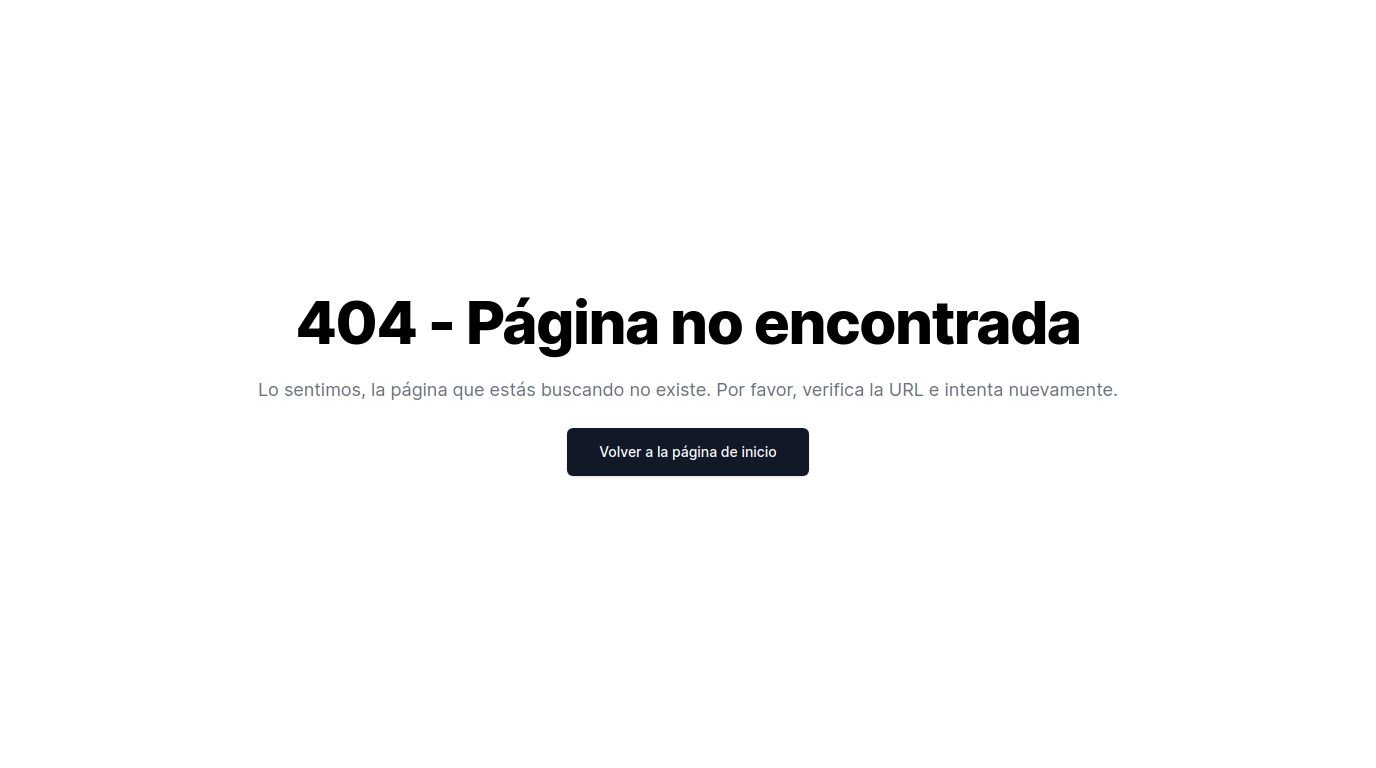 404 - Página no encontrada
Lo sentimos, la página que estás buscando no existe. Por favor, verifica la URL e intenta nuevamente.
Volver a la página de inicio